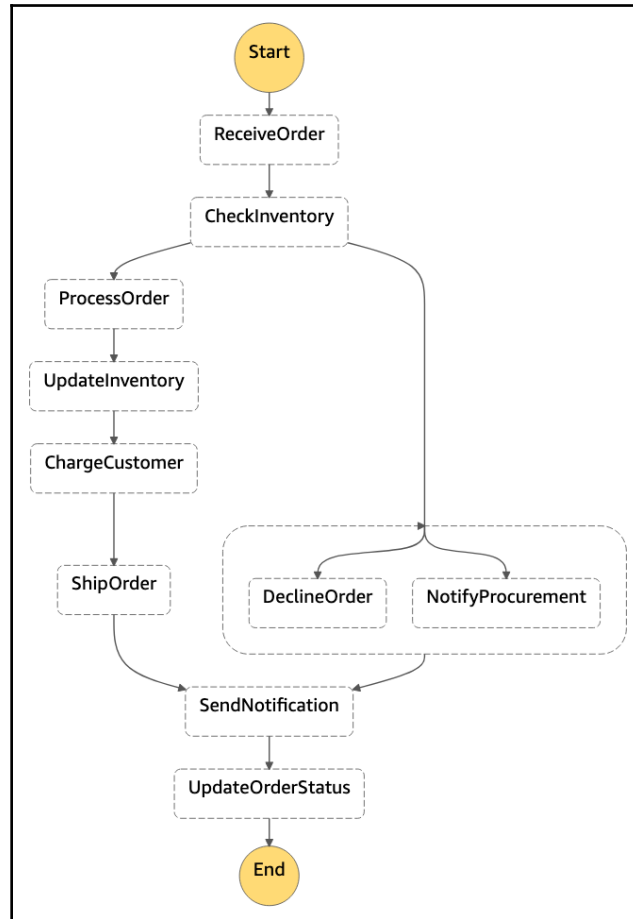 Start
ReceiveOrder
CheckInventory
ProcessOrder
UpdateInventory
ChargeCustomer
ShipOrder
DeclineOrder
NotifyProcurement
SendNotification
UpdateOrderStatus
End